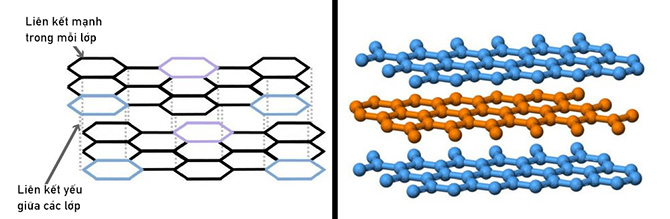 Liên kết mạnh
trong mỗi lớp
Liên kết yếu
giữa các lớp